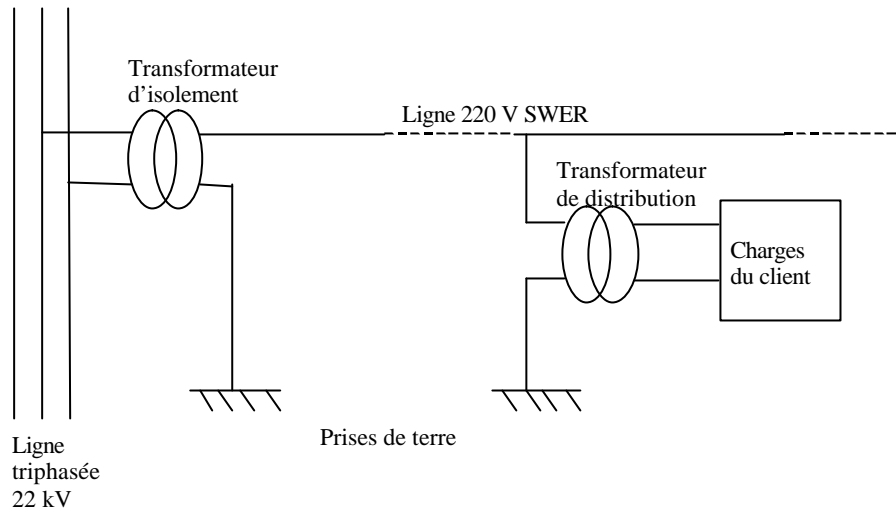 Transformateur
d'isolement
Ligne 220 V SWER
Transformateur
de distribution
Charges
du client
Prises de terre
Ligne
triphasée
22 kV